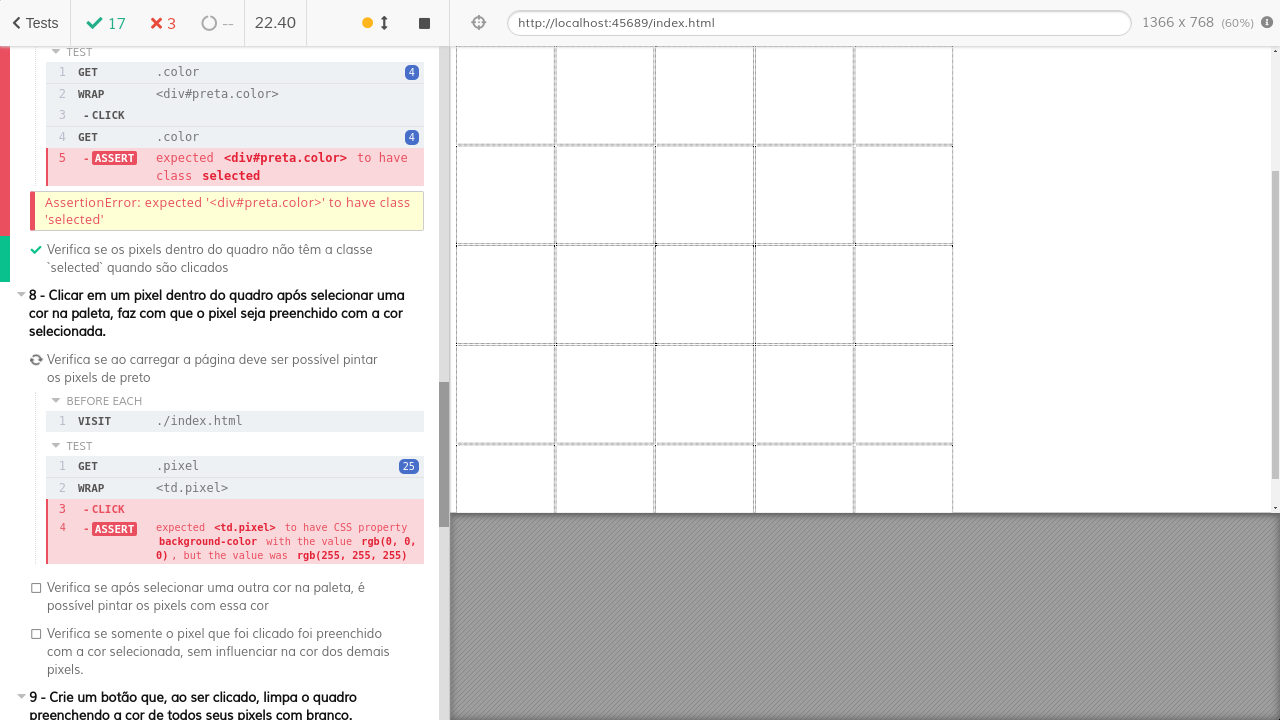 Tests 17 3 -- 22.40 http://localhost:45689/index.html 1366 x 768 (60%)
TEST
1 GET .color 4
2 WRAP <div#preta.color>
3 -CLICK
4 GET .color 4
5 -ASSERT expected <div#preta.color> to have
class selected
AssertionError: expected '<div#preta.color>' to have class
'selected'
Verifica se os pixels dentro do quadro não têm a classe
`selected` quando são clicados
8 - Clicar em um pixel dentro do quadro após selecionar uma
cor na paleta, faz com que o pixel seja preenchido com a cor
selecionada.
Verifica se ao carregar a página deve ser possível pintar
os pixels de preto
BEFORE EACH
1 VISIT ./index.html
TEST
1 GET .pixel 25
2 WRAP <td.pixel>
3 -CLICK
4 -ASSERT expected <td.pixel> to have CSS property
background-color with the value rgb(0, 0,
0), but the value was rgb(255, 255, 255)
Verifica se após selecionar uma outra cor na paleta, é
possível pintar os pixels com essa cor
Verifica se somente o pixel que foi clicado foi preenchido
com a cor selecionada, sem influenciar na cor dos demais
pixels.
9 - Crie um botão que, ao ser clicado, limpa o quadro
preenchendo a cor de todos seus pixels com branco.